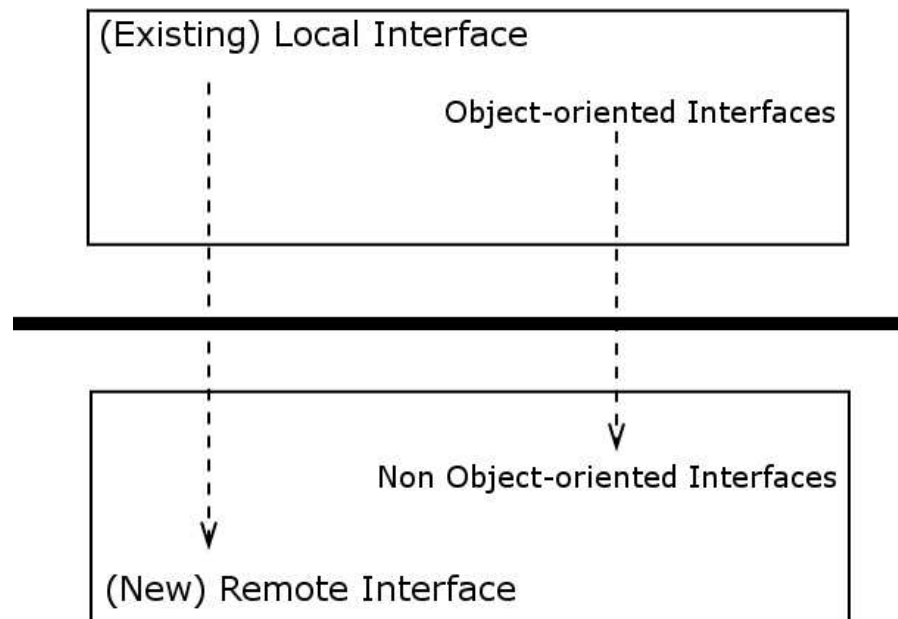 (Existing) Local Interface
Object-oriented Interfaces
Non Object-oriented Interfaces
(New) Remote Interface